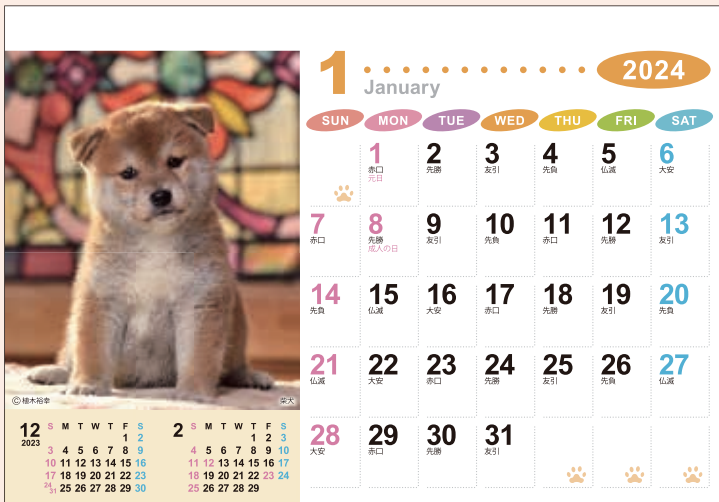 1
January
2024
SUN MON TUE WED THU FRI SAT
1 2 3 4 5 6
赤口 先勝 友引 先負 仏滅 大安
元日
7 8 9 10 11 12 13
赤口 先勝 友引 先負 赤口 先勝 友引
成人の日
14 15 16 17 18 19 20
先負 仏滅 大安 赤口 先勝 友引 先負
21 22 23 24 25 26 27
仏滅 大安 赤口 先勝 友引 先負 仏滅
28 29 30 31
大安 赤口 先勝 友引
©植木裕幸
柴犬
12
2023
S M T W T F S
1 2
3 4 5 6 7 8 9
10 11 12 13 14 15 16
17 18 19 20 21 22 23
24/31 25 26 27 28 29 30
2
S M T W T F S
1 2 3
4 5 6 7 8 9 10
11 12 13 14 15 16 17
18 19 20 21 22 23 24
25 26 27 28 29